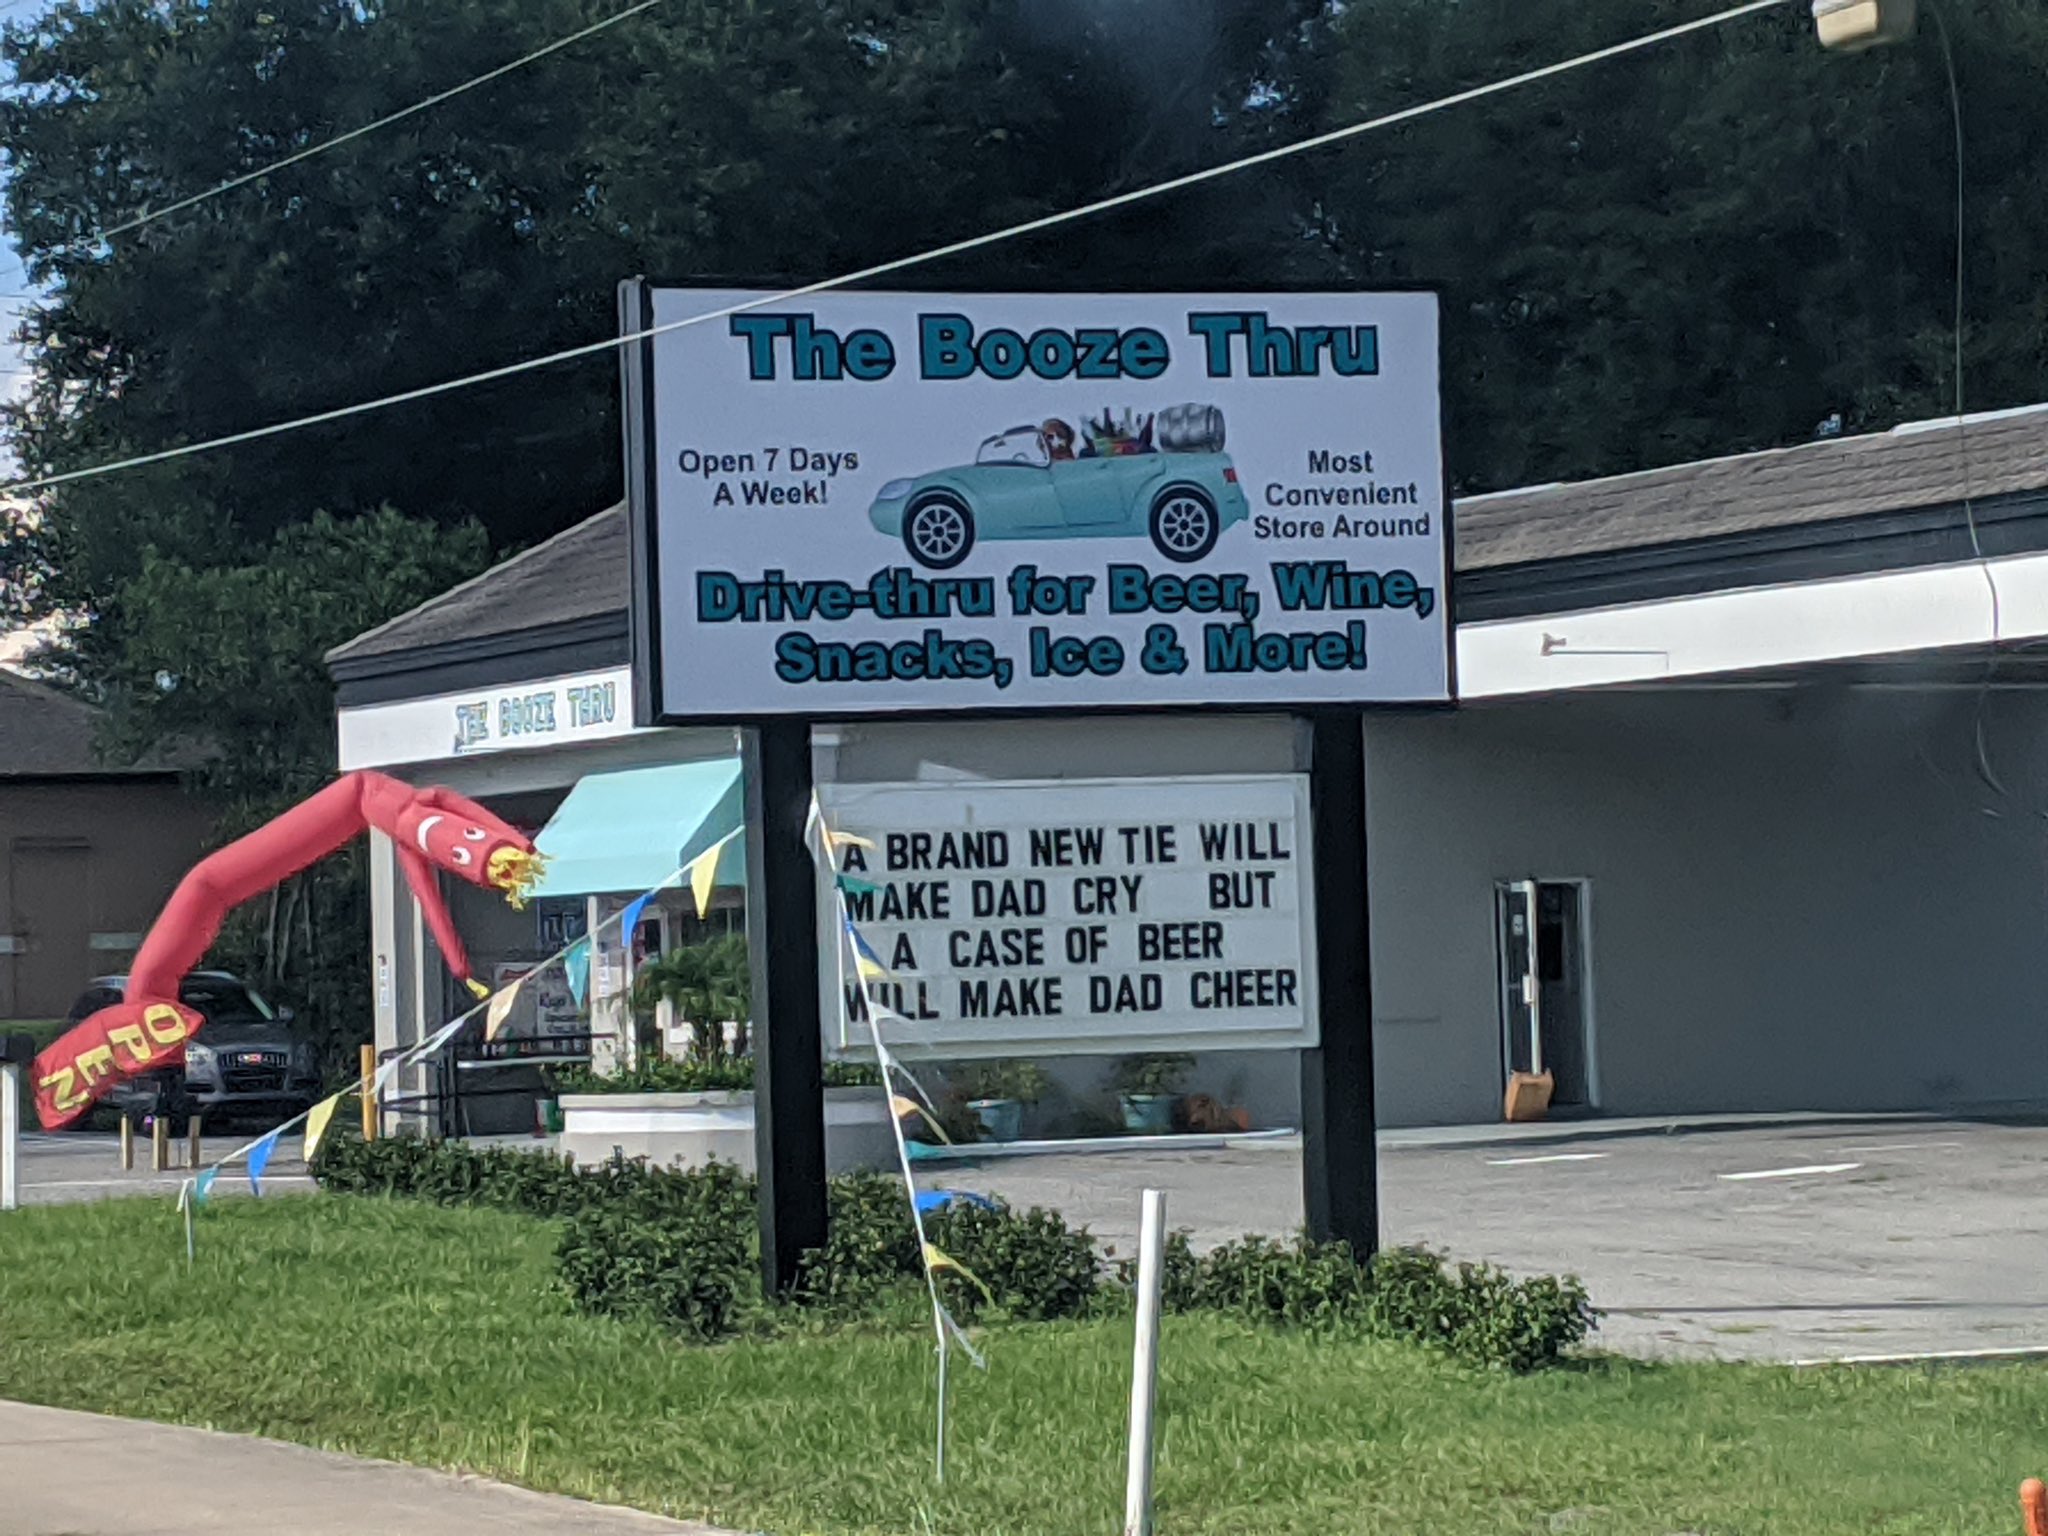 The Booze Thru
Open 7 Days
A Week!
Most
Convenient
Store Around
Drive-thru for Beer, Wine,
Snacks, Ice & More!
THE BOOZE THRU
A BRAND NEW TIE WILL
MAKE DAD CRY BUT
A CASE OF BEER
WILL MAKE DAD CHEER
OPEN